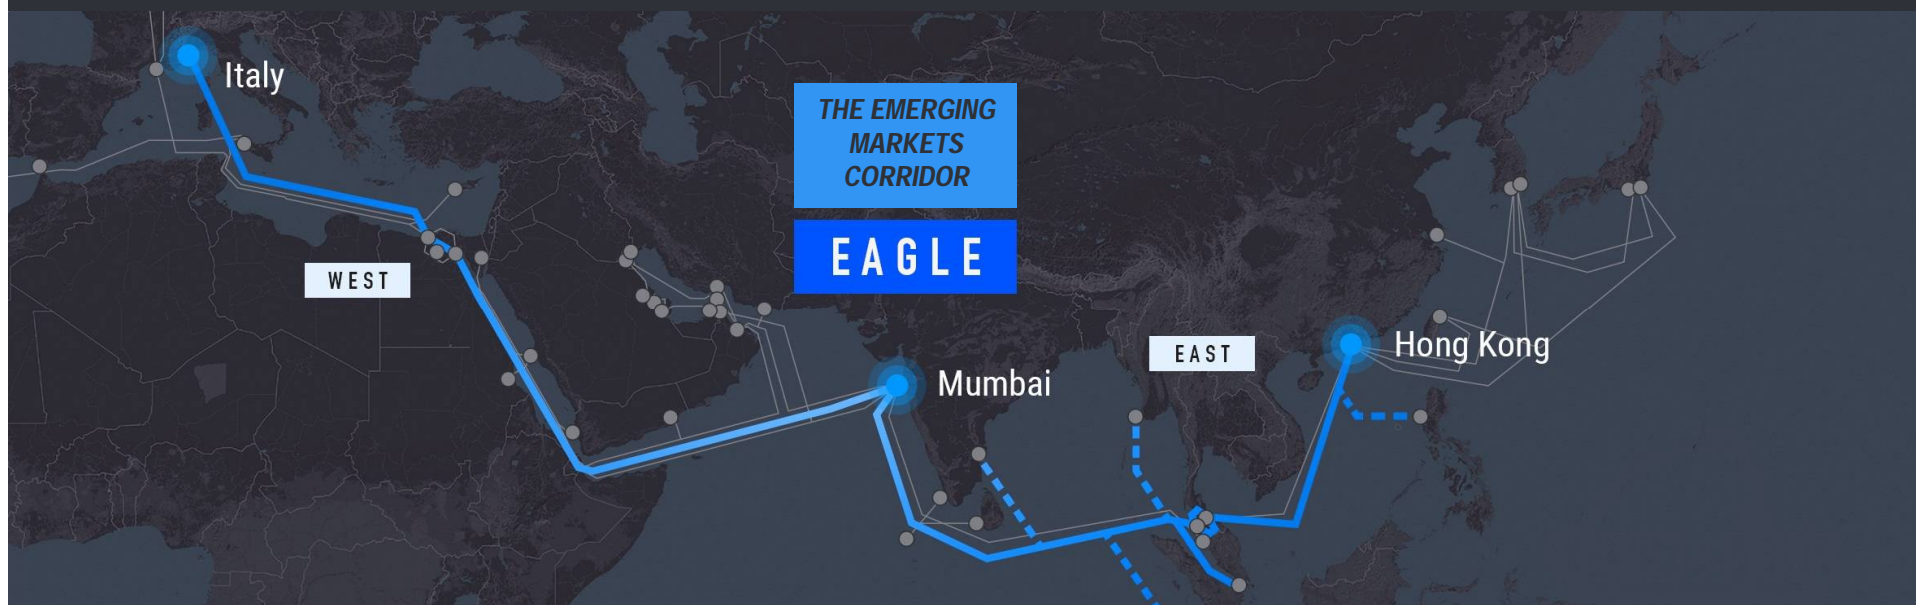 Italy
THE EMERGING
MARKETS
CORRIDOR
EAGLE
WEST
EAST
Hong Kong
Mumbai